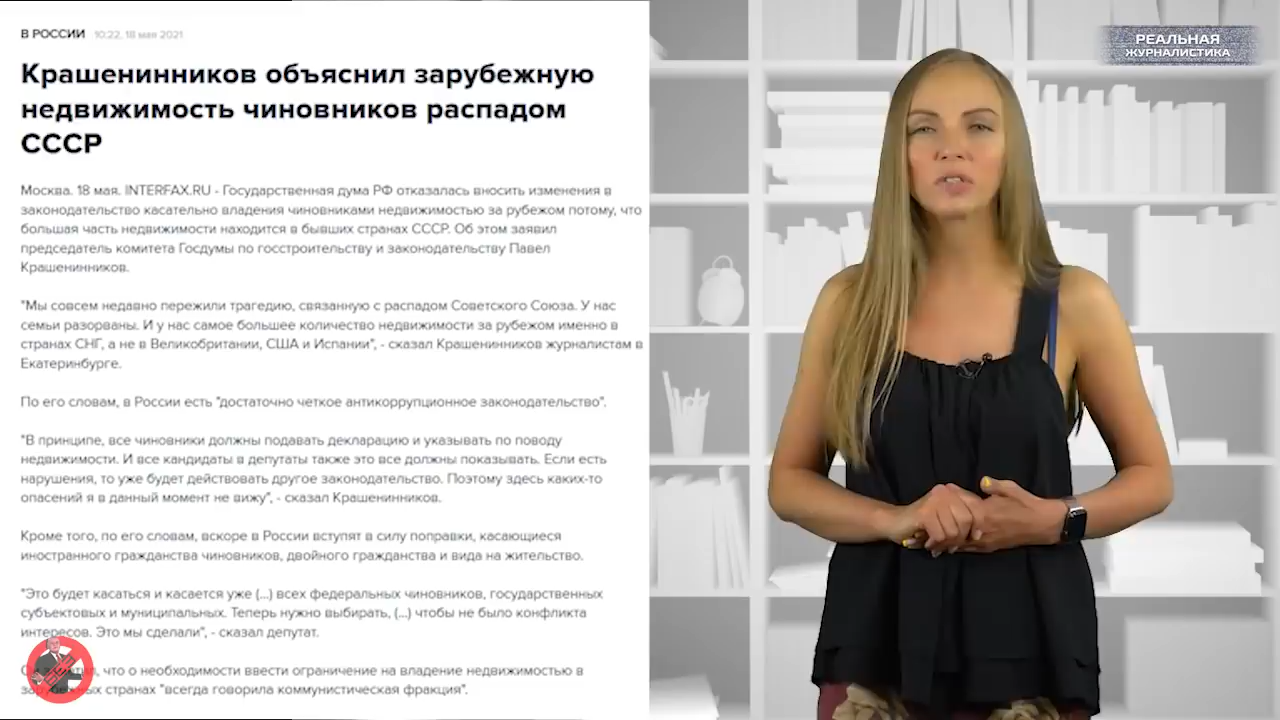 В РОССИИ 10:22, 18 мая 2021
Крашенинников объяснил зарубежную
недвижимость чиновников распадом
СССР
Москва. 18 мая. INTERFAX.RU - Государственная дума РФ отказалась вносить изменения в
законодательство касательно владения чиновниками недвижимостью за рубежом потому, что
большая часть недвижимости находится в бывших странах СССР. Об этом заявил
председатель комитета Госдумы по госстроительству и законодательству Павел
Крашенинников.
"Мы совсем недавно пережили трагедию, связанную с распадом Советского Союза. У нас
семьи разорваны. И у нас самое большее количество недвижимости за рубежом именно в
странах СНГ, а не в Великобритании, США и Испании", - сказал Крашенинников журналистам в
Екатеринбурге.
По его словам, в России есть "достаточно четкое антикоррупционное законодательство".
"В принципе, все чиновники должны подавать декларацию и указывать по поводу
недвижимости. И все кандидаты в депутаты также это все должны показывать. Если есть
нарушения, то уже будет действовать другое законодательство. Поэтому здесь каких-то
опасений я в данный момент не вижу", - сказал Крашенинников.
Кроме того, по его словам, вскоре в России вступят в силу поправки, касающиеся
иностранного гражданства чиновников, двойного гражданства и вида на жительство.
"Это будет касаться и касается уже (...) всех федеральных чиновников, государственных
субъектовых и муниципальных. Теперь нужно выбирать, (...) чтобы не было конфликта
интересов. Это мы сделали", - сказал депутат.
что о необходимости ввести ограничение на владение недвижимостью в
зарубежных странах "всегда говорила коммунистическая фракция".
РЕАЛЬНАЯ
ЖУРНАЛИСТИКА